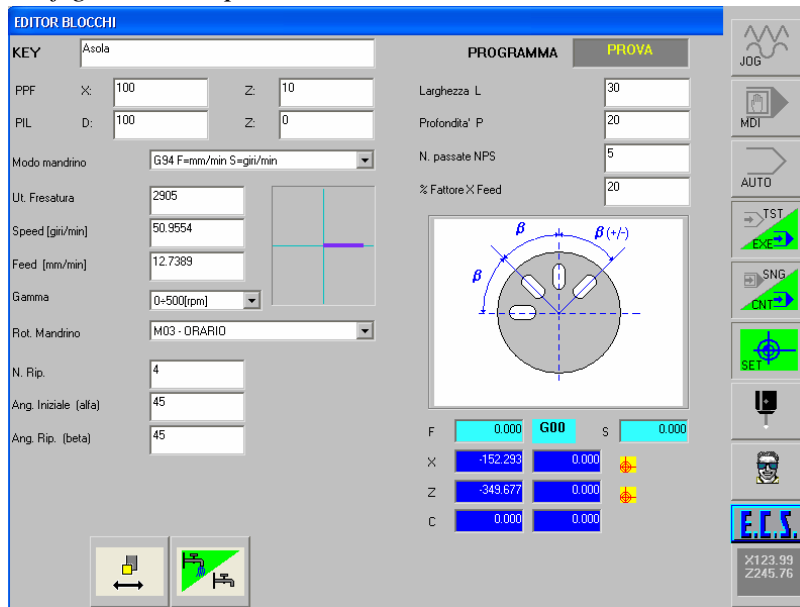 EDITOR BLOCCHI
KEY Asola PROGRAMMA PROVA
PPF X: 100 Z: 10 Larghezza L 30
PIL D: 100 Z: 0 Profondita' P 20
Modo mandrino G94 F=mm/min S=giri/min N. passate NPS 5
Ut. Fresatura 2905 % Fattore X Feed 20
Speed [giri/min] 50.9554
Feed [mm/min] 12.7389
Gamma 0÷500[rpm]
Rot. Mandrino M03 - ORARIO
N. Rip. 4
Ang. Iniziale (alfa) 45
Ang. Rip. (beta) 45
β β(+/-)
β
F 0.000 G00 S 0.000
X -152.293 0.000
Z -349.677 0.000
C 0.000 0.000
JOG
MDI
AUTO
TST
EXE
SNG
CNT
SET
E.C.S.
X123.99
Z245.76